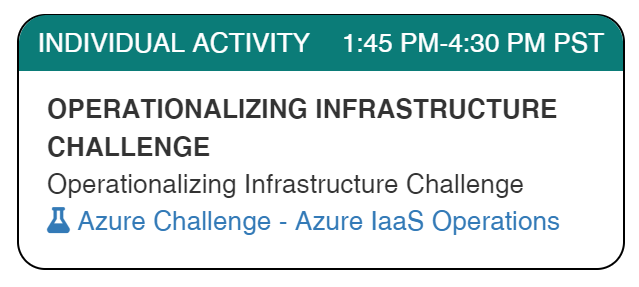 INDIVIDUAL ACTIVITY 1:45 PM-4:30 PM PST
OPERATIONALIZING INFRASTRUCTURE
CHALLENGE
Operationalizing Infrastructure Challenge
Azure Challenge - Azure IaaS Operations